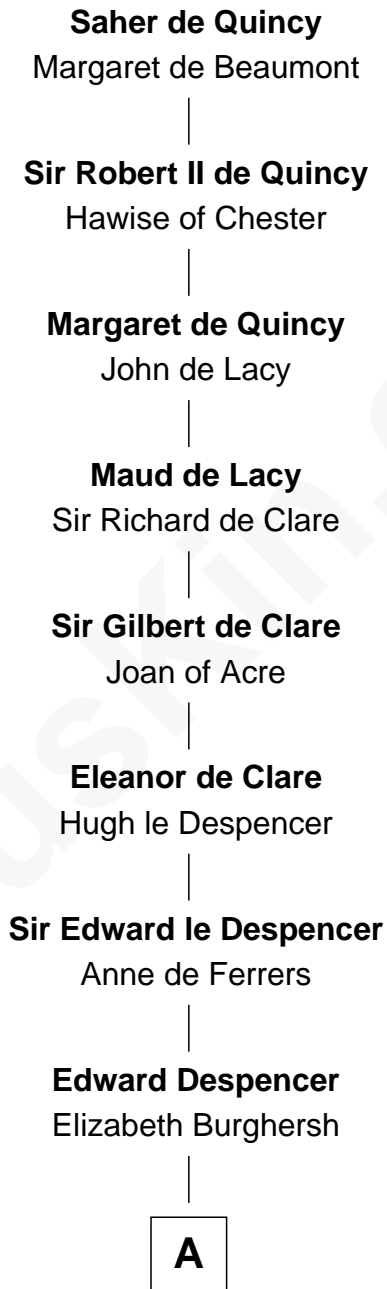 Saher de Quincy
Margaret de Beaumont
Sir Robert II de Quincy
Hawise of Chester
Margaret de Quincy
John de Lacy
Maud de Lacy
Sir Richard de Clare
Sir Gilbert de Clare
Joan of Acre
Eleanor de Clare
Hugh le Despencer
Sir Edward le Despencer
Anne de Ferrers
Edward Despencer
Elizabeth Burghersh
A